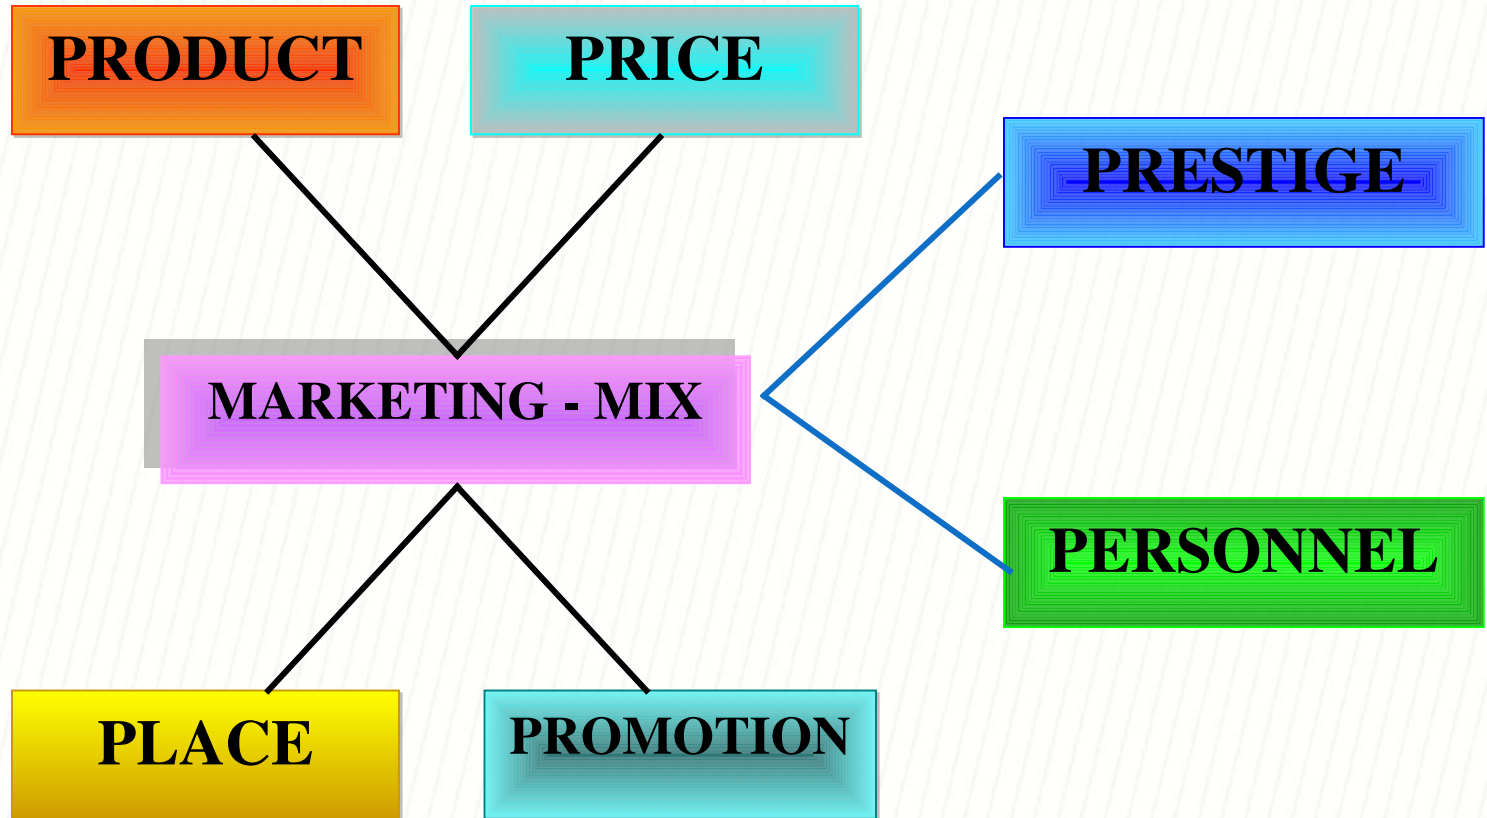 PRODUCT
PRICE
PRESTIGE
MARKETING - MIX
PERSONNEL
PLACE
PROMOTION